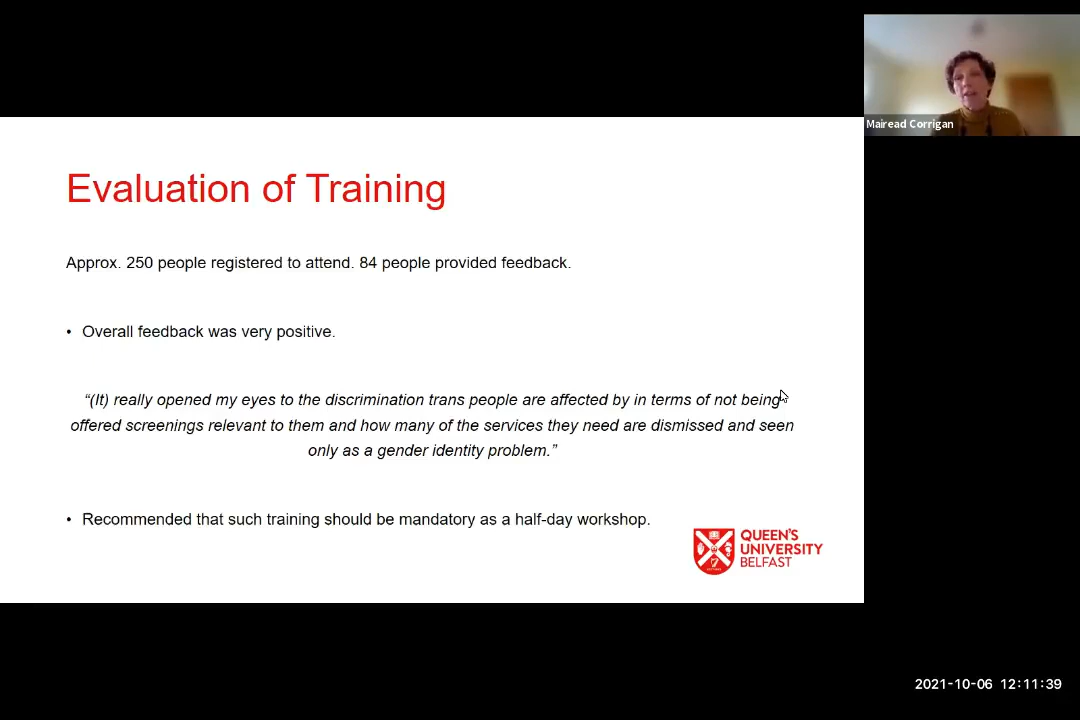 Mairead Corrigan
Evaluation of Training
Approx. 250 people registered to attend. 84 people provided feedback.
• Overall feedback was very positive.
“(It) really opened my eyes to the discrimination trans people are affected by in terms of not being
offered screenings relevant to them and how many of the services they need are dismissed and seen
only as a gender identity problem.”
• Recommended that such training should be mandatory as a half-day workshop.
QUEEN'S
UNIVERSITY
BELFAST
2021-10-06 12:11:39